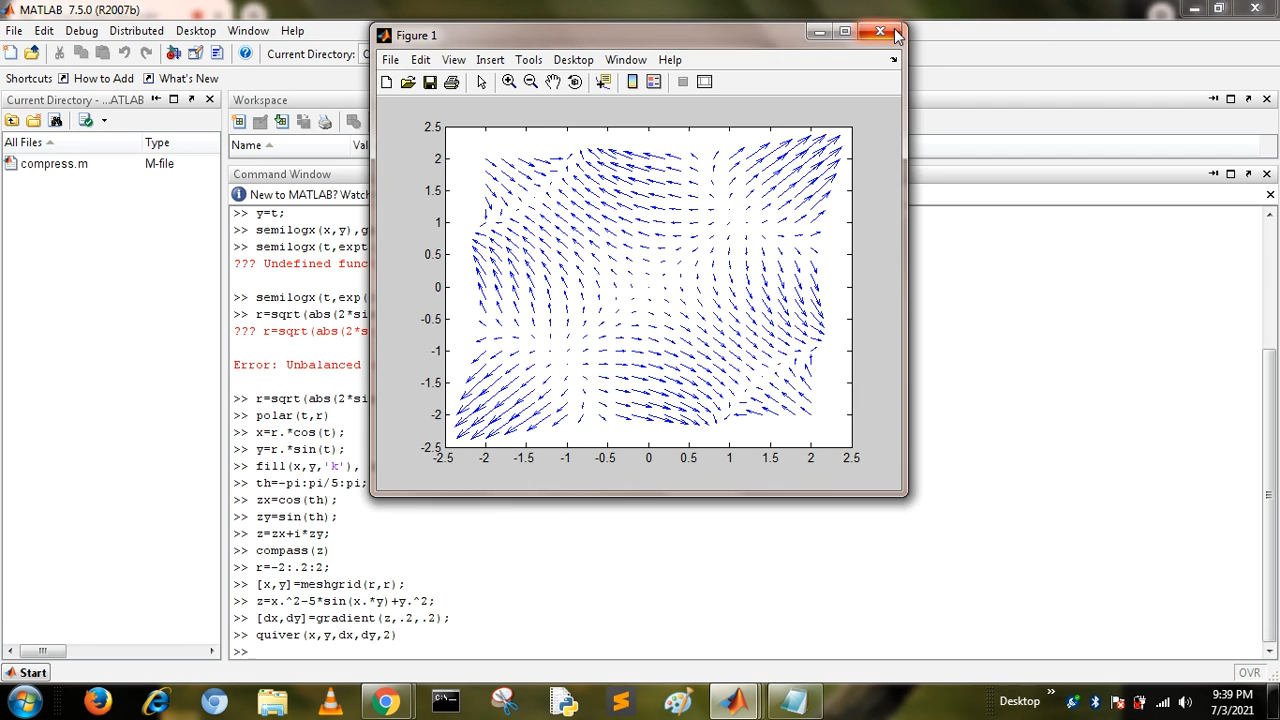 MATLAB 7.5.0 (R2007b)
File Edit Debug Distributed Desktop Window Help
Current Directory:
Shortcuts How to Add What's New
Current Directory - ...ATLAB
All Files Type
compress.m M-file
Workspace
Name
Command Window
New to MATLAB? Watch
>> y=t;
>> semilogx(x,y),g
>> semilogx(t,expt
??? Undefined func
>> semilogx(t,exp(
>> r=sqrt(abs(2*si
??? r=sqrt(abs(2*s
Error: Unbalanced
>> r=sqrt(abs(2*si
>> polar(t,r)
>> x=r.*cos(t);
>> y=r.*sin(t);
>> fill(x,y,'k'),
>> th=-pi:pi/5:pi;
>> zx=cos(th);
>> zy=sin(th);
>> z=zx+i*zy;
>> compass(z)
>> r=-2:.2:2;
>> [x,y]=meshgrid(r,r);
>> z=x.^2-5*sin(x.*y)+y.^2;
>> [dx,dy]=gradient(z,.2,.2);
>> quiver(x,y,dx,dy,2)
>>
Figure 1
File Edit View Insert Tools Desktop Window Help
2.5
2
1.5
1
0.5
0
-0.5
-1
-1.5
-2
-2.5
-2.5 -2 -1.5 -1 -0.5 0 0.5 1 1.5 2 2.5
Start
OVR
Desktop
9:39 PM
7/3/2021